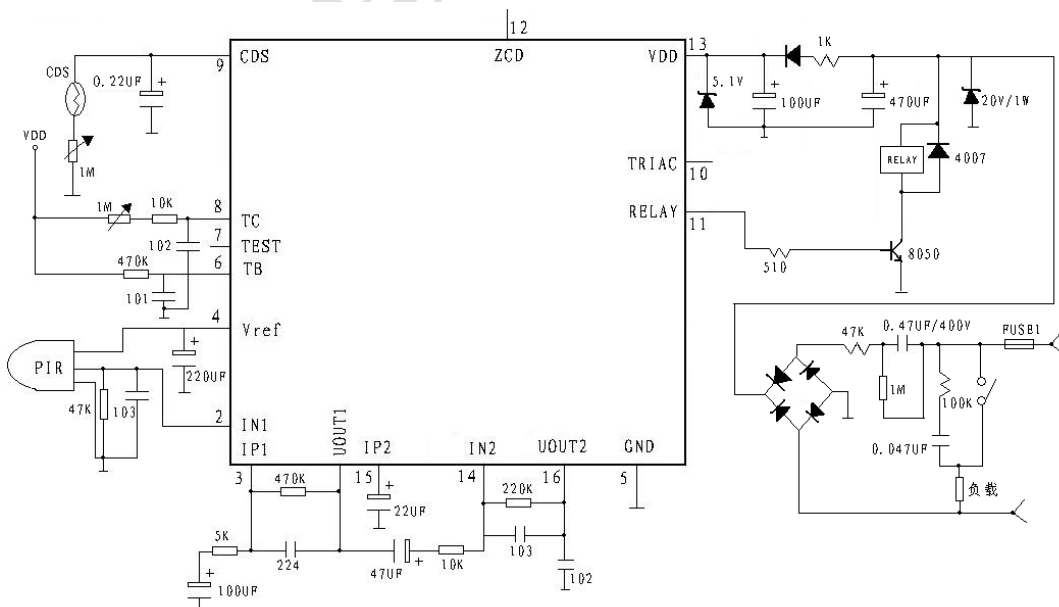 12
ZCD
13
VDD
1K
9
CDS
CDS
0.22UF
+
5.1V
+
100UF
+
470UF
20V/1W
VDD
1M
TRIAC
10
RELAY
4007
RELAY
11
1M
10K
8
TC
102
7
TEST
470K
6
TB
101
510
8050
4
Vref
PIR
+
220UF
47K
103
2
IN1
47K
0.47UF/400V
FUSE1
1M
100K
0.047UF
负载
IP1
UOUT1
IP2
IN2
UOUT2
GND
3
1
15
14
16
5
470K
+
22UF
220K
5K
224
47UF
+
10K
103
+
100UF
102